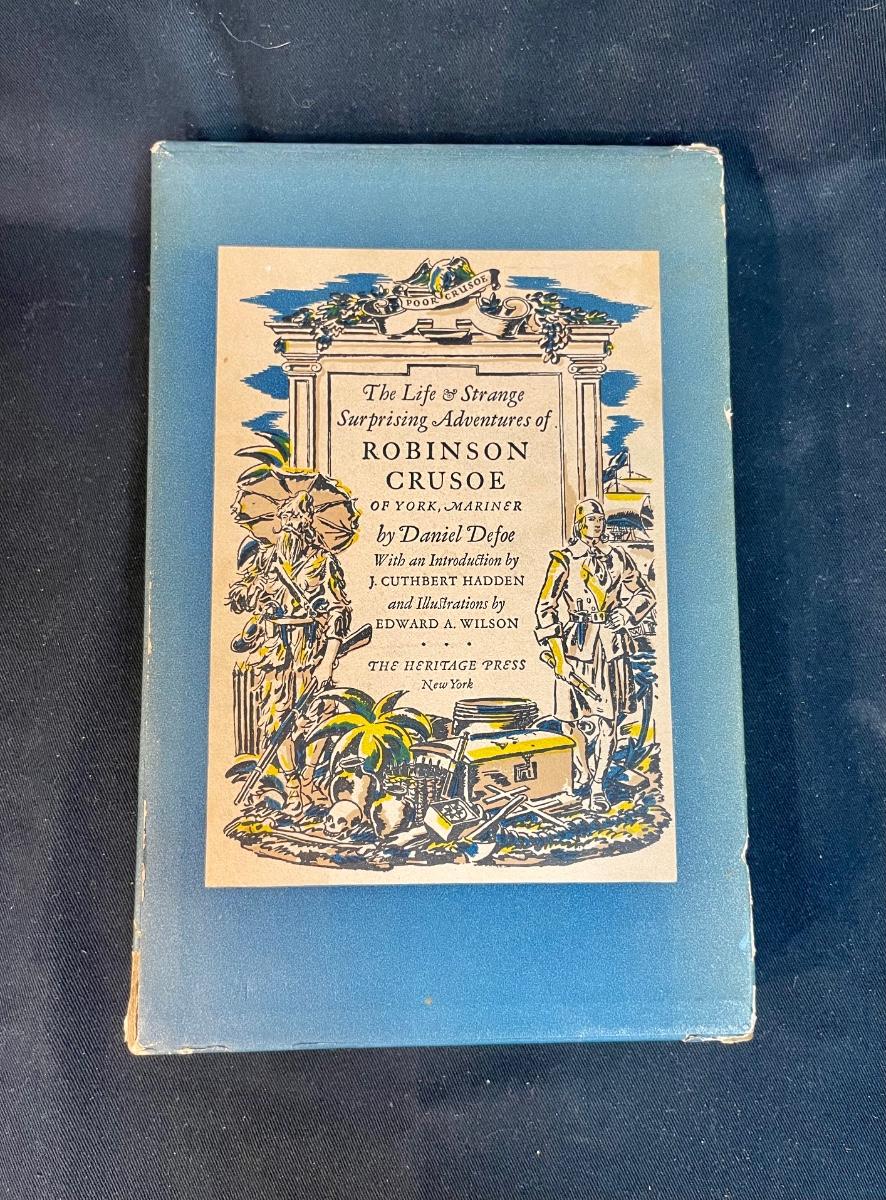 POOR CRUSOE
The Life & Strange
Surprising Adventures of
ROBINSON
CRUSOE
OF YORK, MARINER
by Daniel Defoe
With an Introduction by
J. CUTHBERT HADDEN
and Illustrations by
EDWARD A. WILSON
. . .
THE HERITAGE PRESS
New York